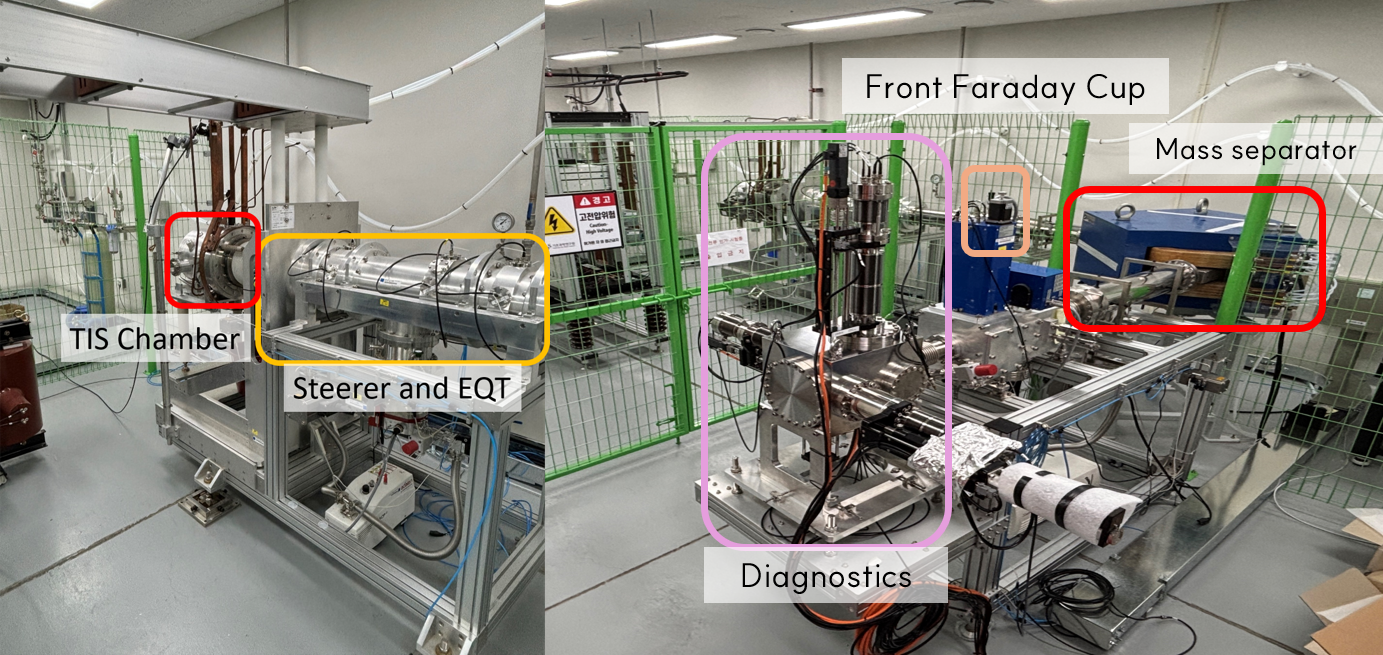 Front Faraday Cup
Mass separator
TIS Chamber
Steerer and EQT
Diagnostics
경고
고전압위험
Caution-
High Voltage